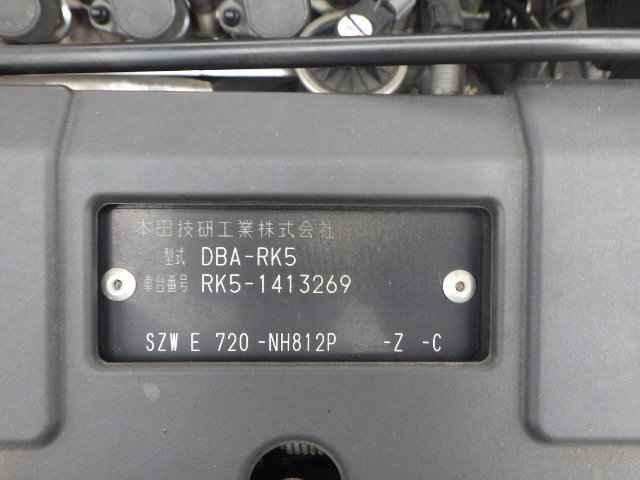 本田技研工業株式会社
型式 DBA-RK5
車台番号 RK5-1413269
SZW E 720 -NH812P -Z -C